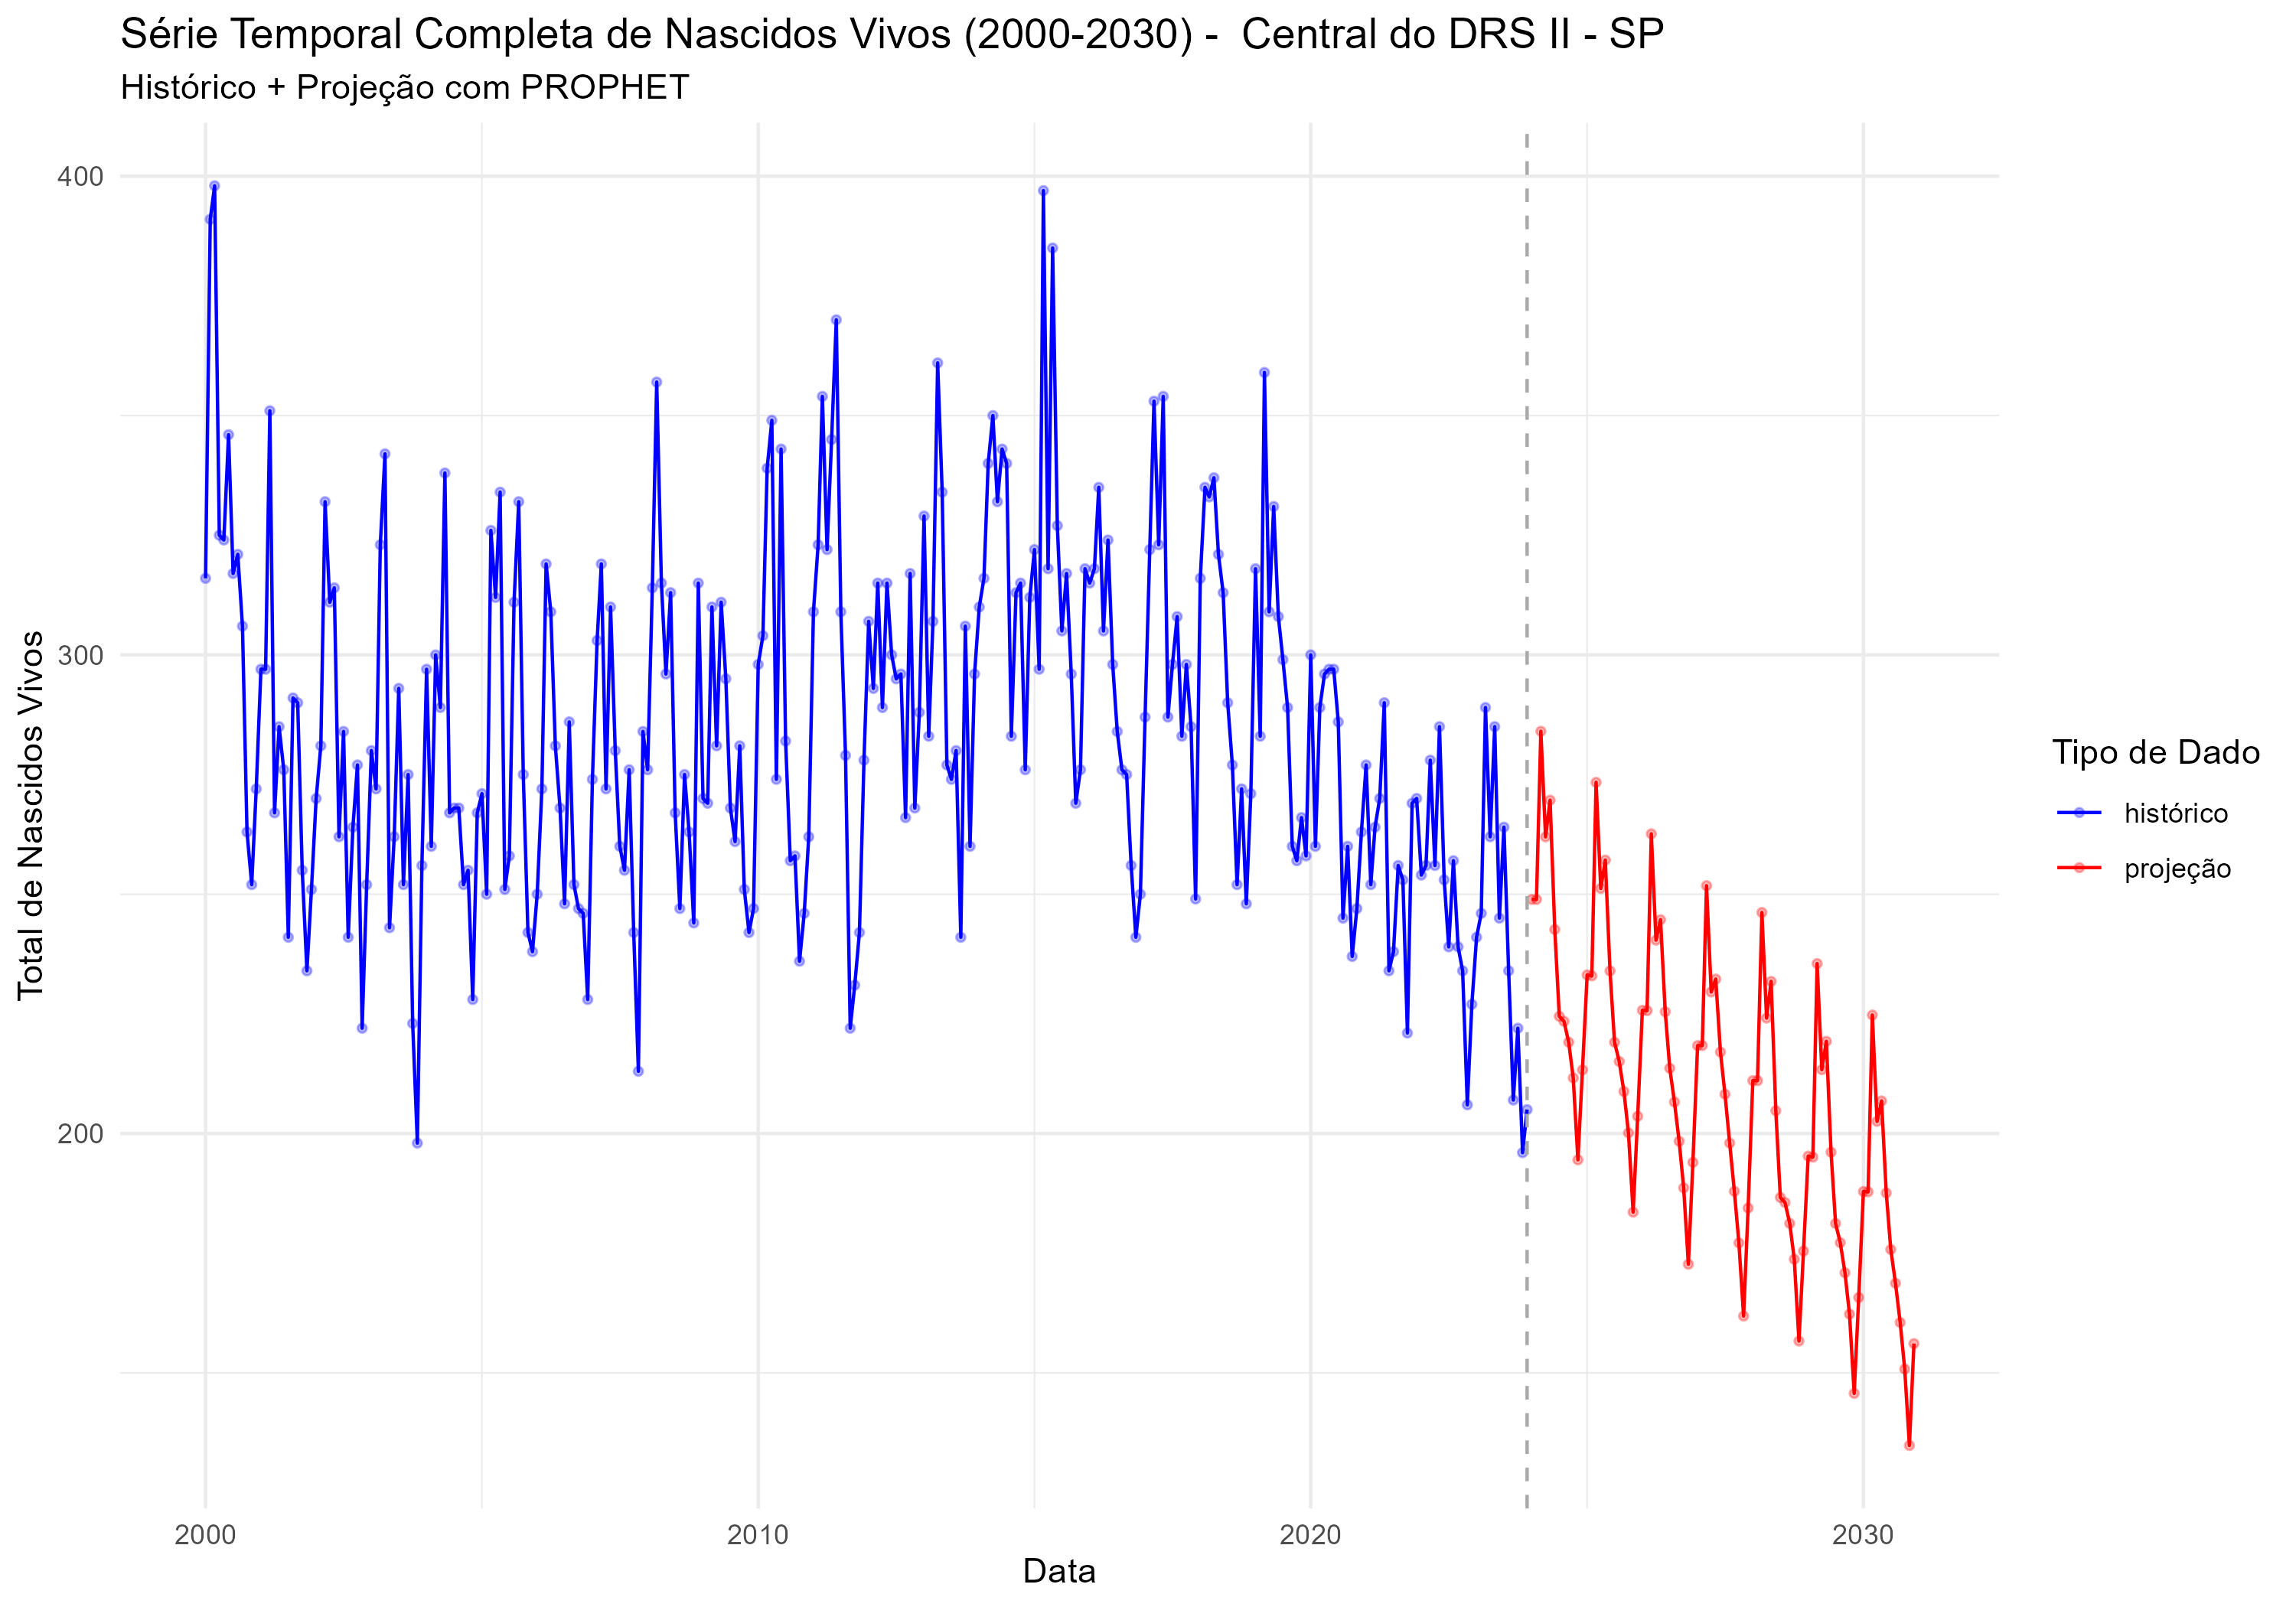 Série Temporal Completa de Nascidos Vivos (2000-2030) -  Central do DRS II - SP
Histórico + Projeção com PROPHET
Total de Nascidos Vivos
400
300
200
2000
2010
2020
2030
Data
Tipo de Dado
histórico
projeção